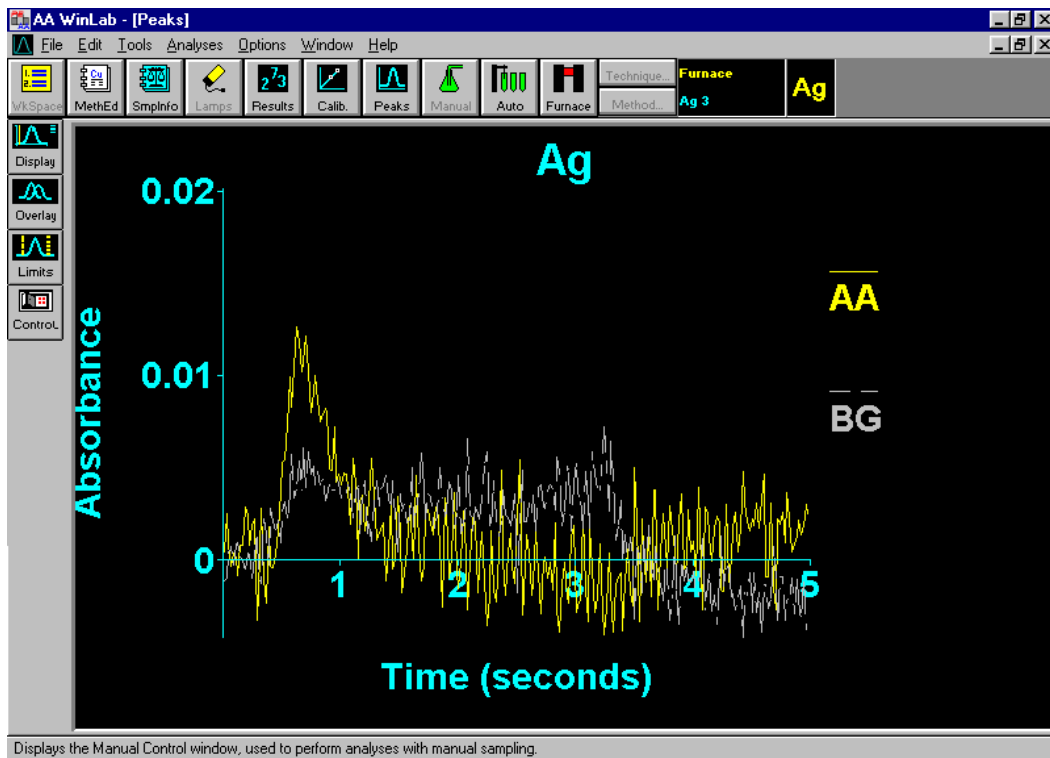 AA WinLab - [Peaks]
File Edit Tools Analyses Options Window Help
WkSpace MethEd SmpInfo Lamps Results Calib. Peaks Manual Auto Furnace
Technique...
Method...
Furnace
Ag 3
Ag
Display
Overlay
Limits
Control
Ag
0.02
0.01
0
Absorbance
1 2 3 4 5
Time (seconds)
AA
BG
Displays the Manual Control window, used to perform analyses with manual sampling.